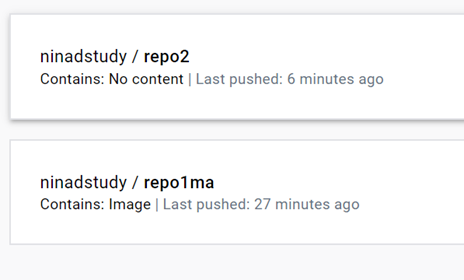 ninadstudy / repo2
Contains: No content | Last pushed: 6 minutes ago
ninadstudy / repo1ma
Contains: Image | Last pushed: 27 minutes ago